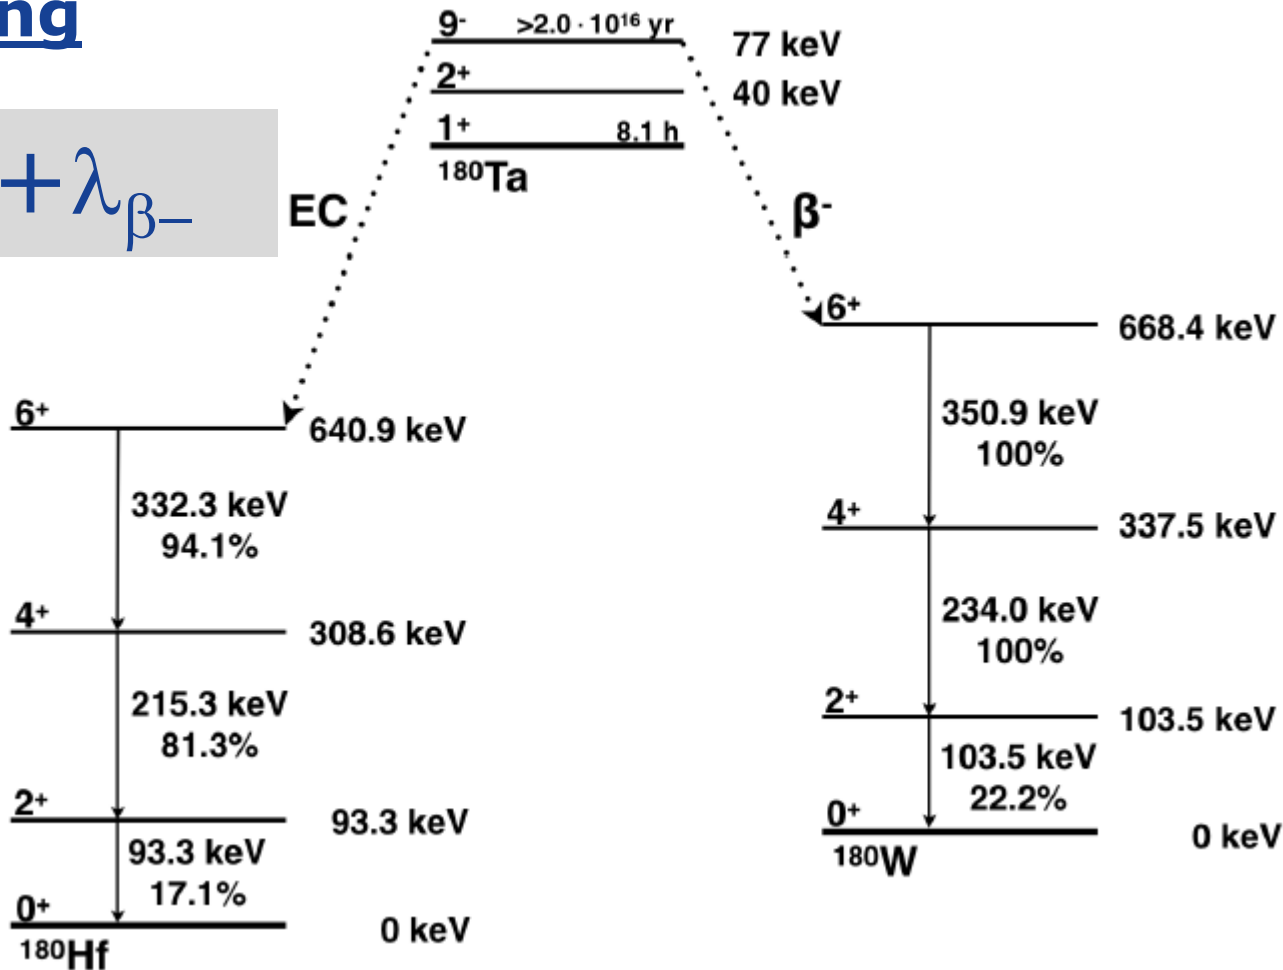 ng
+λβ−
9- >2.0 · 10¹⁶ yr 77 keV
2+ 40 keV
1+ 8.1 h
¹⁸⁰Ta
EC
β-
6+ 668.4 keV
350.9 keV
100%
4+ 337.5 keV
234.0 keV
100%
2+ 103.5 keV
103.5 keV
22.2%
0+ 0 keV
¹⁸⁰W
6+ 640.9 keV
332.3 keV
94.1%
4+ 308.6 keV
215.3 keV
81.3%
2+ 93.3 keV
93.3 keV
17.1%
0+ 0 keV
¹⁸⁰Hf